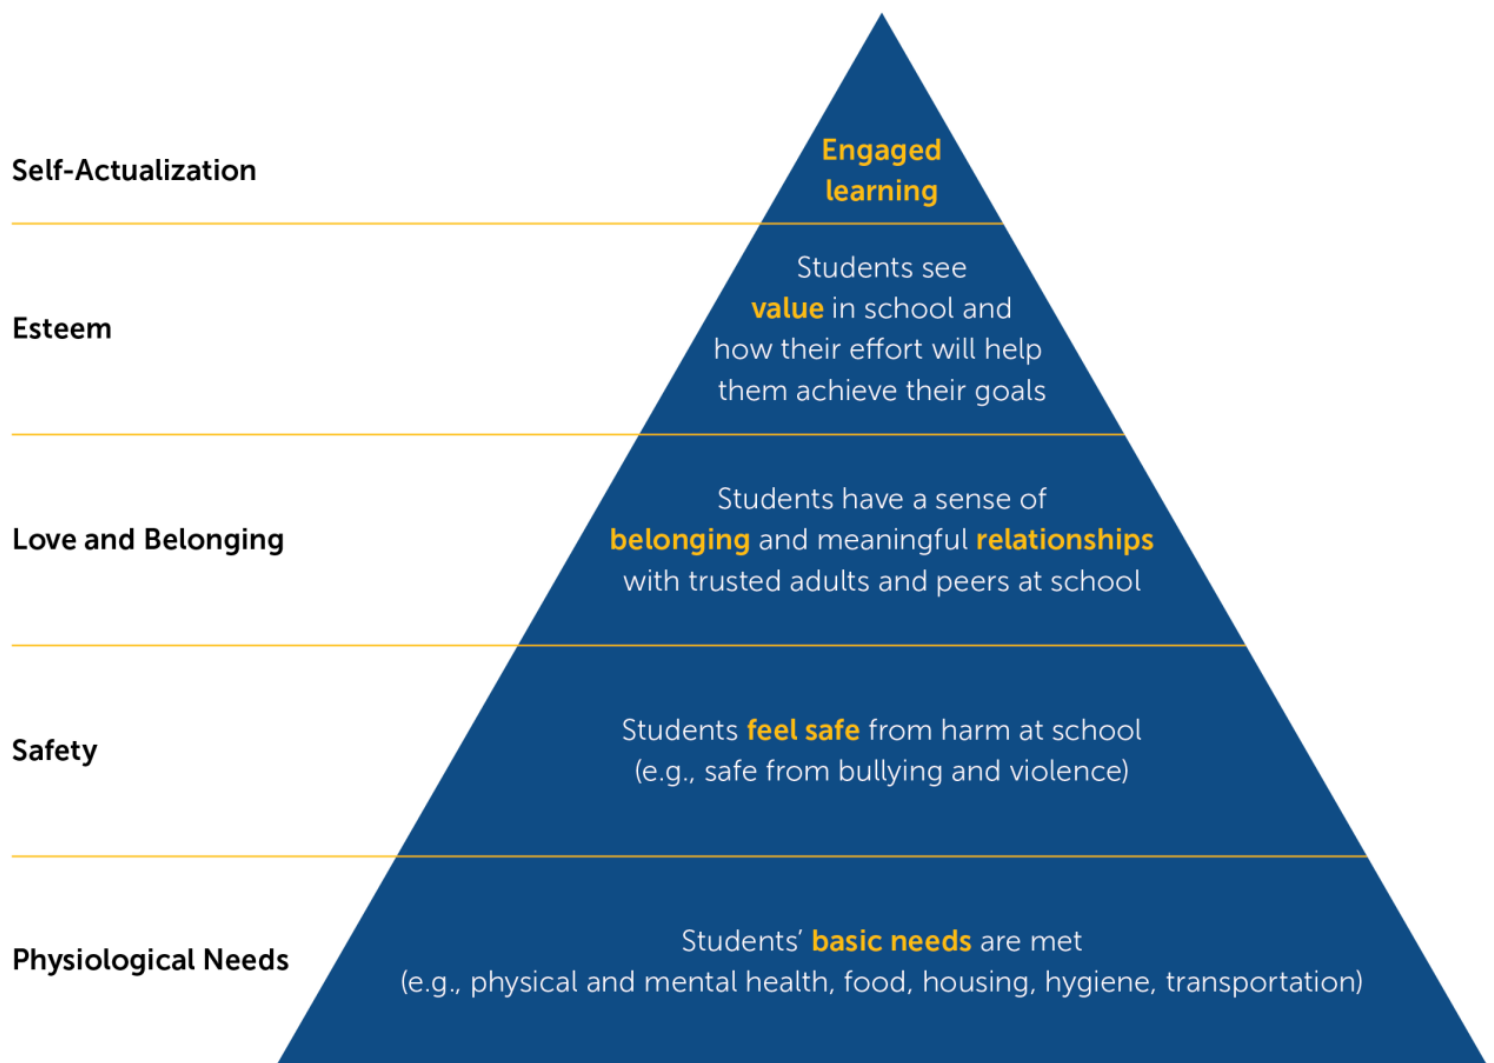 Self-Actualization
Engaged
learning
Esteem
Students see
value in school and
how their effort will help
them achieve their goals
Love and Belonging
Students have a sense of
belonging and meaningful relationships
with trusted adults and peers at school
Safety
Students feel safe from harm at school
(e.g., safe from bullying and violence)
Physiological Needs
Students’ basic needs are met
(e.g., physical and mental health, food, housing, hygiene, transportation)